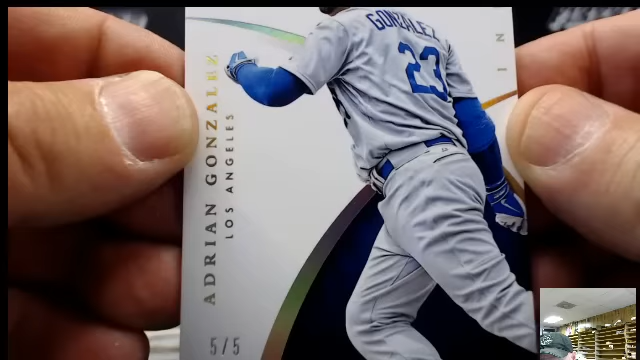 GONZALEZ
23
ADRIAN GONZALEZ
LOS ANGELES
I N
5/5